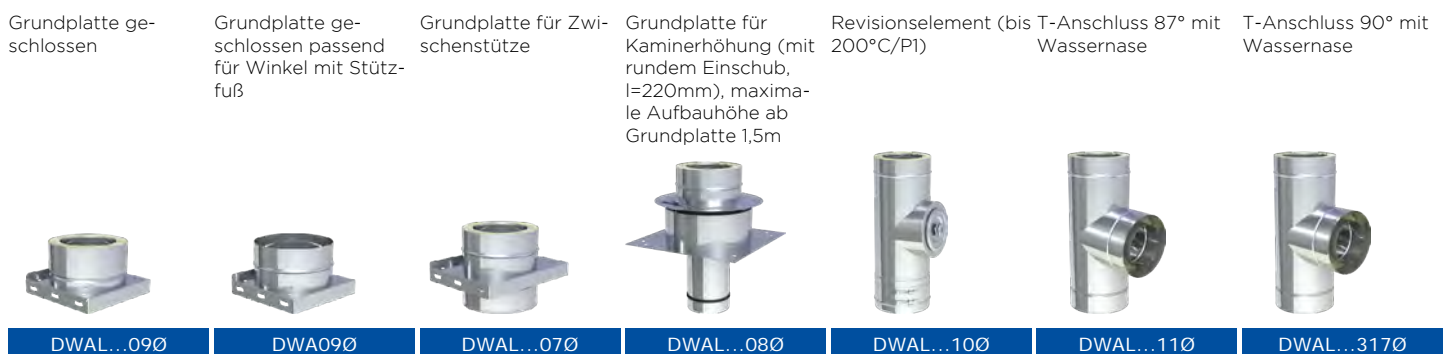 Grundplatte ge-
schlossen
Grundplatte ge-
schlossen passend
für Winkel mit Stütz-
fuß
Grundplatte für Zwi-
schenstütze
Grundplatte für
Kaminerhöhung (mit
rundem Einschub,
l=220mm), maxima-
le Aufbauhöhe ab
Grundplatte 1,5m
Revisionselement (bis
200°C/P1)
T-Anschluss 87° mit
Wassernase
T-Anschluss 90° mit
Wassernase
DWAL...09Ø
DWA09Ø
DWAL...07Ø
DWAL...08Ø
DWAL...10Ø
DWAL...11Ø
DWAL...317Ø